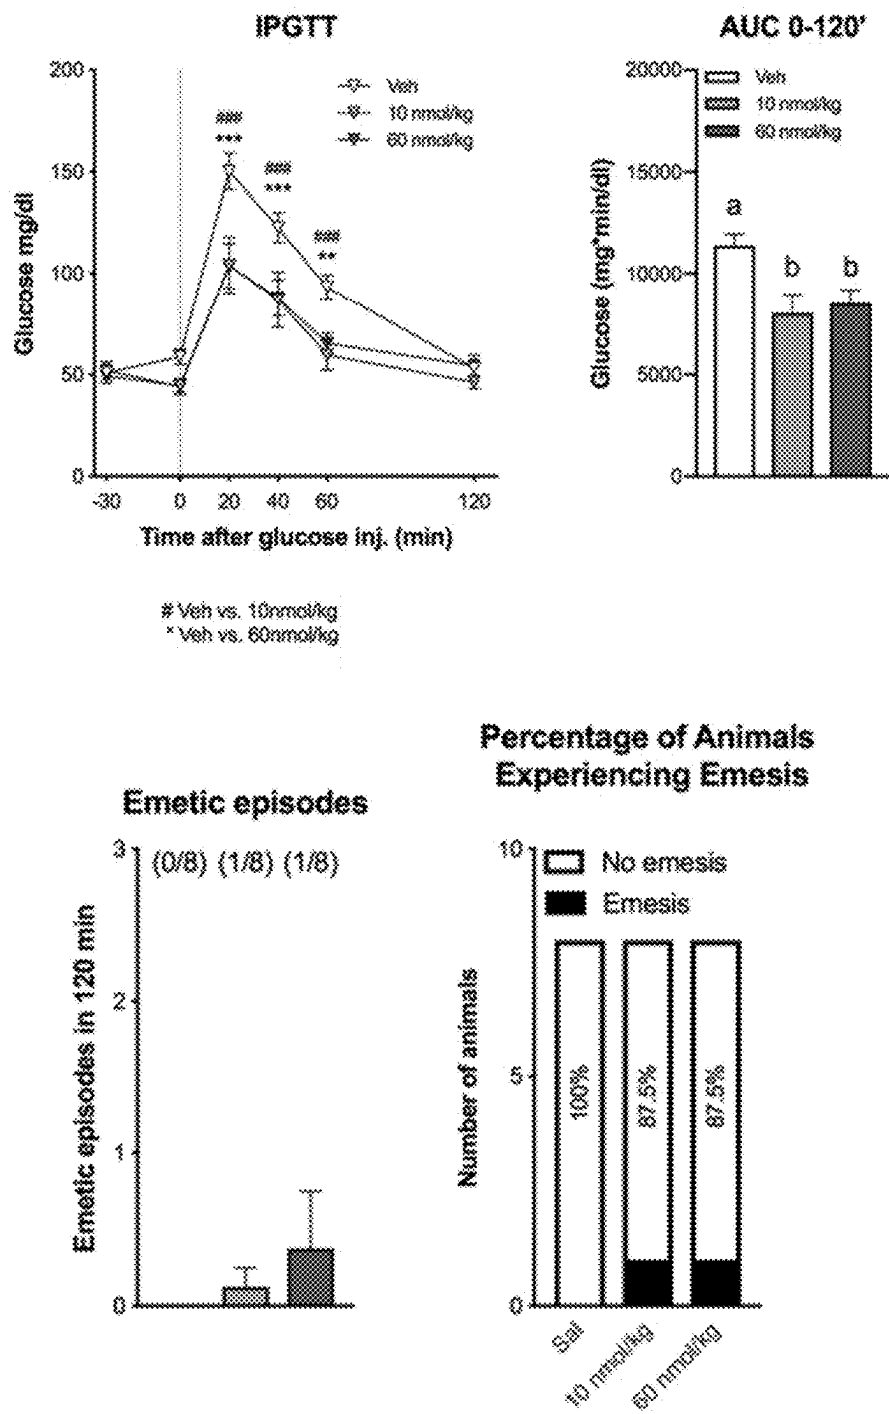 IPGTT
200
150
100
50
0
Glucose mg/dl
Veh
10 nmol/kg
60 nmol/kg
###
***
###
***
###
**
-30 0 20 40 60 120
Time after glucose inj. (min)
# Veh vs. 10nmol/kg
* Veh vs. 60nmol/kg
AUC 0-120'
20000
15000
10000
5000
0
Glucose (mg*min/dl)
Veh
10 nmol/kg
60 nmol/kg
a
b b
Emetic episodes
3
2
1
0
Emetic episodes in 120 min
(0/8) (1/8) (1/8)
Percentage of Animals
Experiencing Emesis
10
5
0
Number of animals
No emesis
Emesis
100%
87.5%
87.5%
Sal
10 nmol/kg
60 nmol/kg